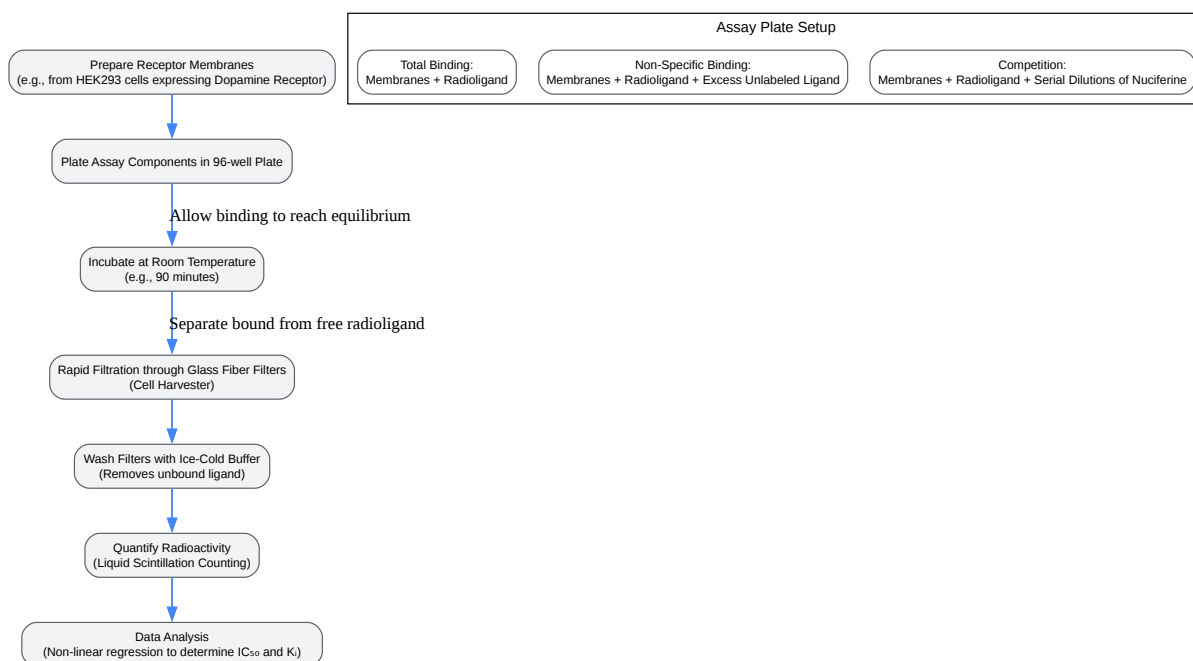 Assay Plate Setup
Prepare Receptor Membranes
(e.g., from HEK293 cells expressing Dopamine Receptor)
Total Binding:
Membranes + Radioligand
Non-Specific Binding:
Membranes + Radioligand + Excess Unlabeled Ligand
Competition:
Membranes + Radioligand + Serial Dilutions of Nuciferine
Plate Assay Components in 96-well Plate
Allow binding to reach equilibrium
Incubate at Room Temperature
(e.g., 90 minutes)
Separate bound from free radioligand
Rapid Filtration through Glass Fiber Filters
(Cell Harvester)
Wash Filters with Ice-Cold Buffer
(Removes unbound ligand)
Quantify Radioactivity
(Liquid Scintillation Counting)
Data Analysis
(Non-linear regression to determine IC₅₀ and Kᵢ)